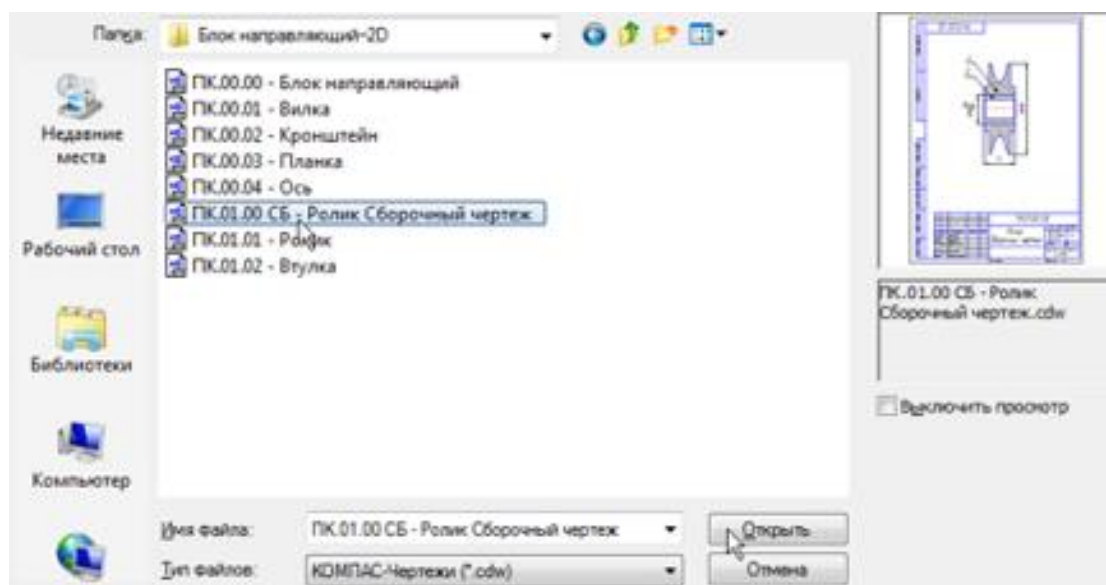 Папка: Блок направляющий-2D
ПК.00.00 - Блок направляющий
ПК.00.01 - Вилка
ПК.00.02 - Кронштейн
ПК.00.03 - Планка
ПК.00.04 - Ось
ПК.01.00 СБ - Ролик Сборочный чертеж
ПК.01.01 - Ролик
ПК.01.02 - Втулка
Недавние
места
Рабочий стол
Библиотеки
Компьютер
ПК.01.00 СБ - Ролик
Сборочный чертеж.cdw
Выключить просмотр
Имя файла: ПК.01.00 СБ - Ролик Сборочный чертеж Открыть
Тип файлов: КОМПАС-Чертежи (*.cdw) Отмена